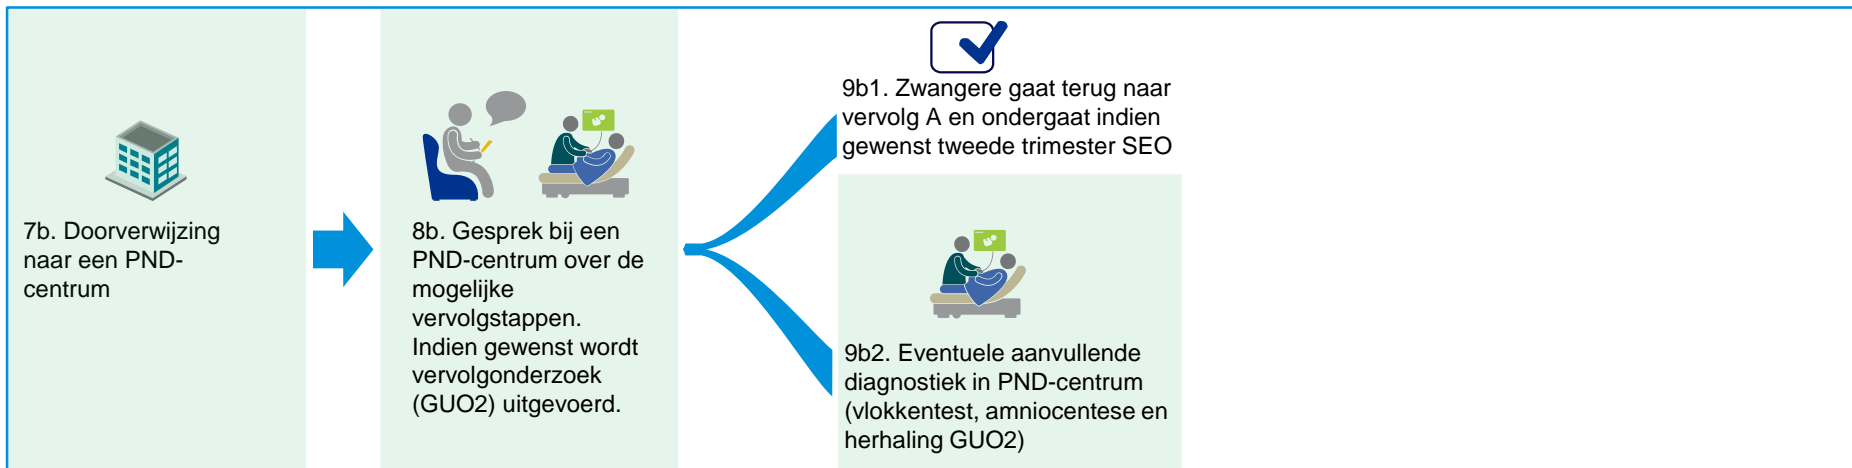 7b. Doorverwijzing
naar een PND-
centrum
8b. Gesprek bij een
PND-centrum over de
mogelijke
vervolgstappen.
Indien gewenst wordt
vervolgonderzoek
(GUO2) uitgevoerd.
9b1. Zwangere gaat terug naar
vervolg A en ondergaat indien
gewenst tweede trimester SEO
9b2. Eventuele aanvullende
diagnostiek in PND-centrum
(vlokkentest, amniocentese en
herhaling GUO2)